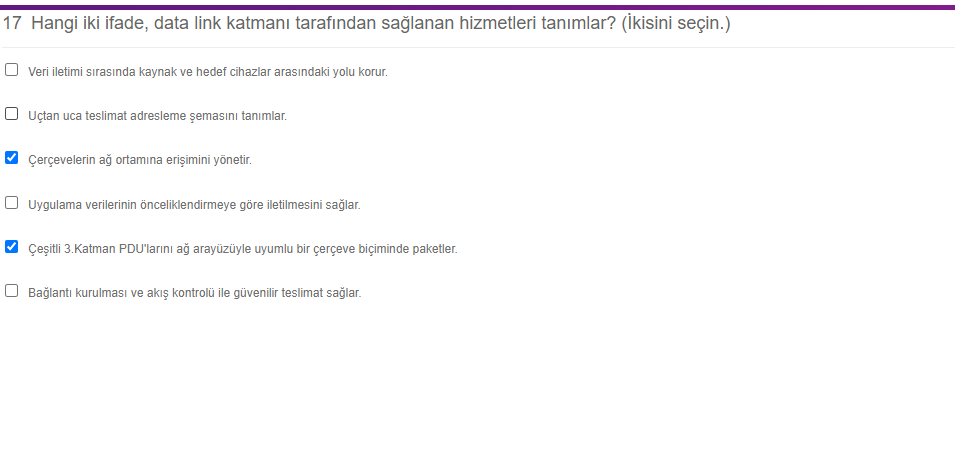 17 Hangi iki ifade, data link katmanı tarafından sağlanan hizmetleri tanımlar? (İkisini seçin.)
Veri iletimi sırasında kaynak ve hedef cihazlar arasındaki yolu korur.
Uçtan uca teslimat adresleme şemasını tanımlar.
Çerçevelerin ağ ortamına erişimini yönetir.
Uygulama verilerinin önceliklendirmeye göre iletilmesini sağlar.
Çeşitli 3.Katman PDU'larını ağ arayüzüyle uyumlu bir çerçeve biçiminde paketler.
Bağlantı kurulması ve akış kontrolü ile güvenilir teslimat sağlar.